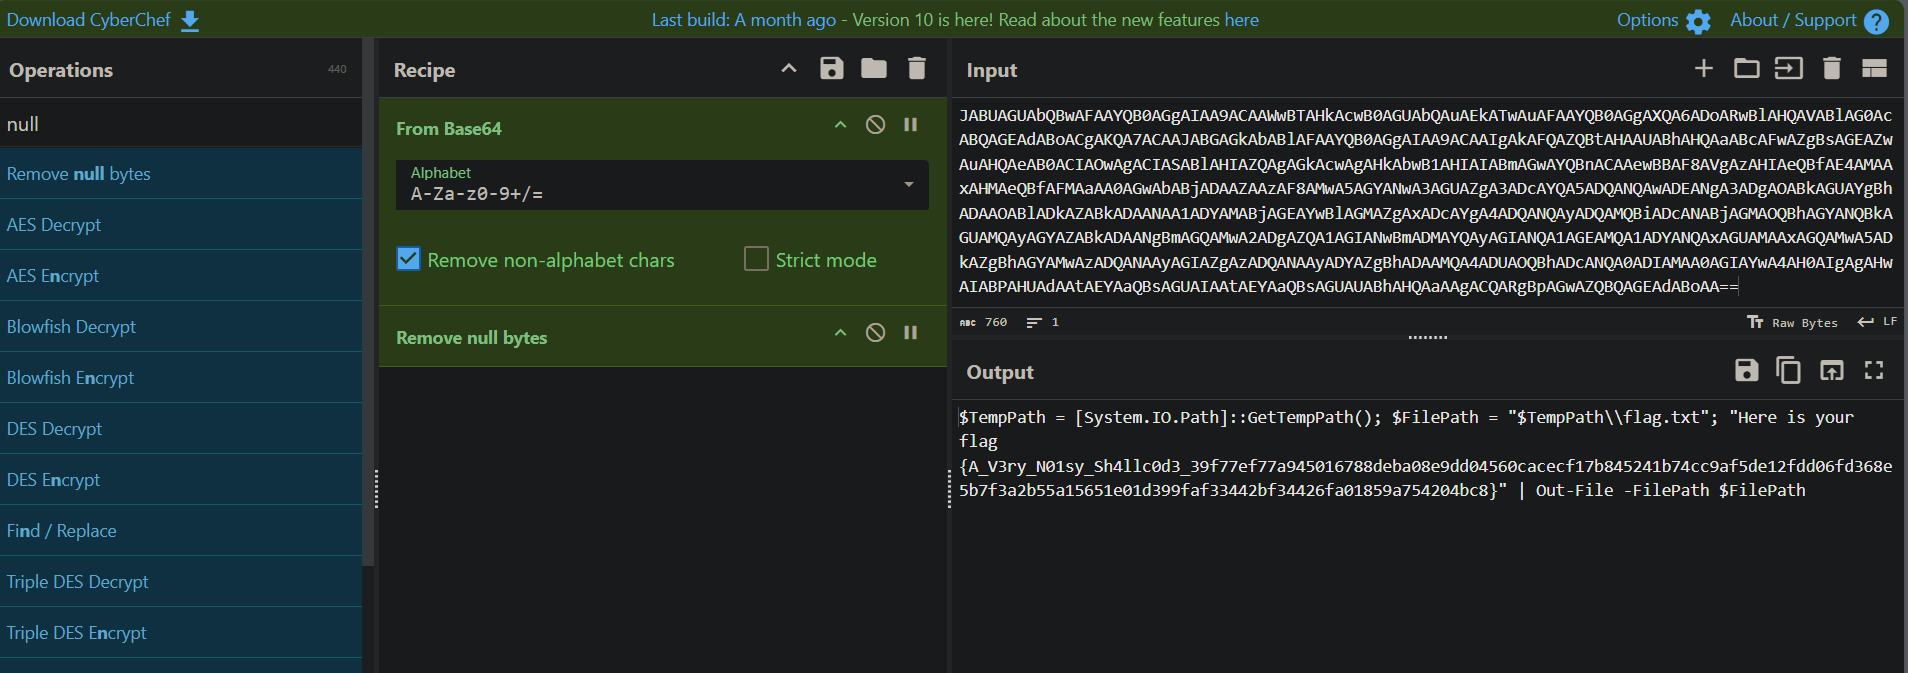 Download CyberChef
Last build: A month ago - Version 10 is here! Read about the new features here
Options
About / Support
Operations
440
null
Remove null bytes
AES Decrypt
AES Encrypt
Blowfish Decrypt
Blowfish Encrypt
DES Decrypt
DES Encrypt
Find / Replace
Triple DES Decrypt
Triple DES Encrypt
Recipe
From Base64
Alphabet
A-Za-z0-9+/=
Remove non-alphabet chars
Strict mode
Remove null bytes
Input
JABUAGUAbQBwAFAAYQB0AGgAIAA9ACAAWwBTAHkAcwB0AGUAbQAuAEkATwAuAFAAYQB0AGgAXQA6ADoARwBlAHQAVABlAG0Ac
ABQAGEAdABoACgAKQA7ACAAJABGAGkAbABlAFAAYQB0AGgAIAA9ACAAIgAkAFQAZQBtAHAAUABhAHQAaABcAFwAZgBsAGEAZw
AuAHQAeAB0ACIAOwAgACIASABlAHIAZQAgAGkAcwAgAHkAbwB1AHIAIABmAGwAYQBnACAAewBBAF8AVgAzAHIAeQBfAE4AMAA
xAHMAeQBfAFMAaAA0AGwAbABjADAAZAAzAF8AMwA5AGYANwA3AGUAZgA3ADcAYQA5ADQANQAwADEANgA3ADgAOABkAGUAYgBh
ADAAOABlADkAZABkADAANAA1ADYAMABjAGEAYwBlAGMAZgAxADcAYgA4ADQANQAyADQAMQBiADcANABjAGMAOQBhAGYANQBkA
GUAMQAyAGYAZABkADAANgBmAGQAMwA2ADgAZQA1AGIANwBmADMAYQAyAGIANQA1AGEAMQA1ADYANQAxAGUAMAAxAGQAMwA5AD
kAZgBhAGYAMwAzADQANAAyAGIAZgAzADQANAAyADYAZgBhADAAMQA4ADUAOQBhADcANQA0ADIAMAA0AGIAYwA4AH0AIgAgAHw
AIABPAHUAdAAtAEYAaQBsAGUAIAAtAEYAaQBsAGUAUABhAHQAaAAgACQARgBpAGwAZQBQAGEAdABoAA==
ABC 760
1
Tr Raw Bytes
LF
Output
$TempPath = [System.IO.Path]::GetTempPath(); $FilePath = "$TempPath\\flag.txt"; "Here is your
flag
{A_V3ry_N01sy_Sh4llc0d3_39f77ef77a945016788deba08e9dd04560cacecf17b845241b74cc9af5de12fdd06fd368e
5b7f3a2b55a15651e01d399faf33442bf34426fa01859a754204bc8}" | Out-File -FilePath $FilePath